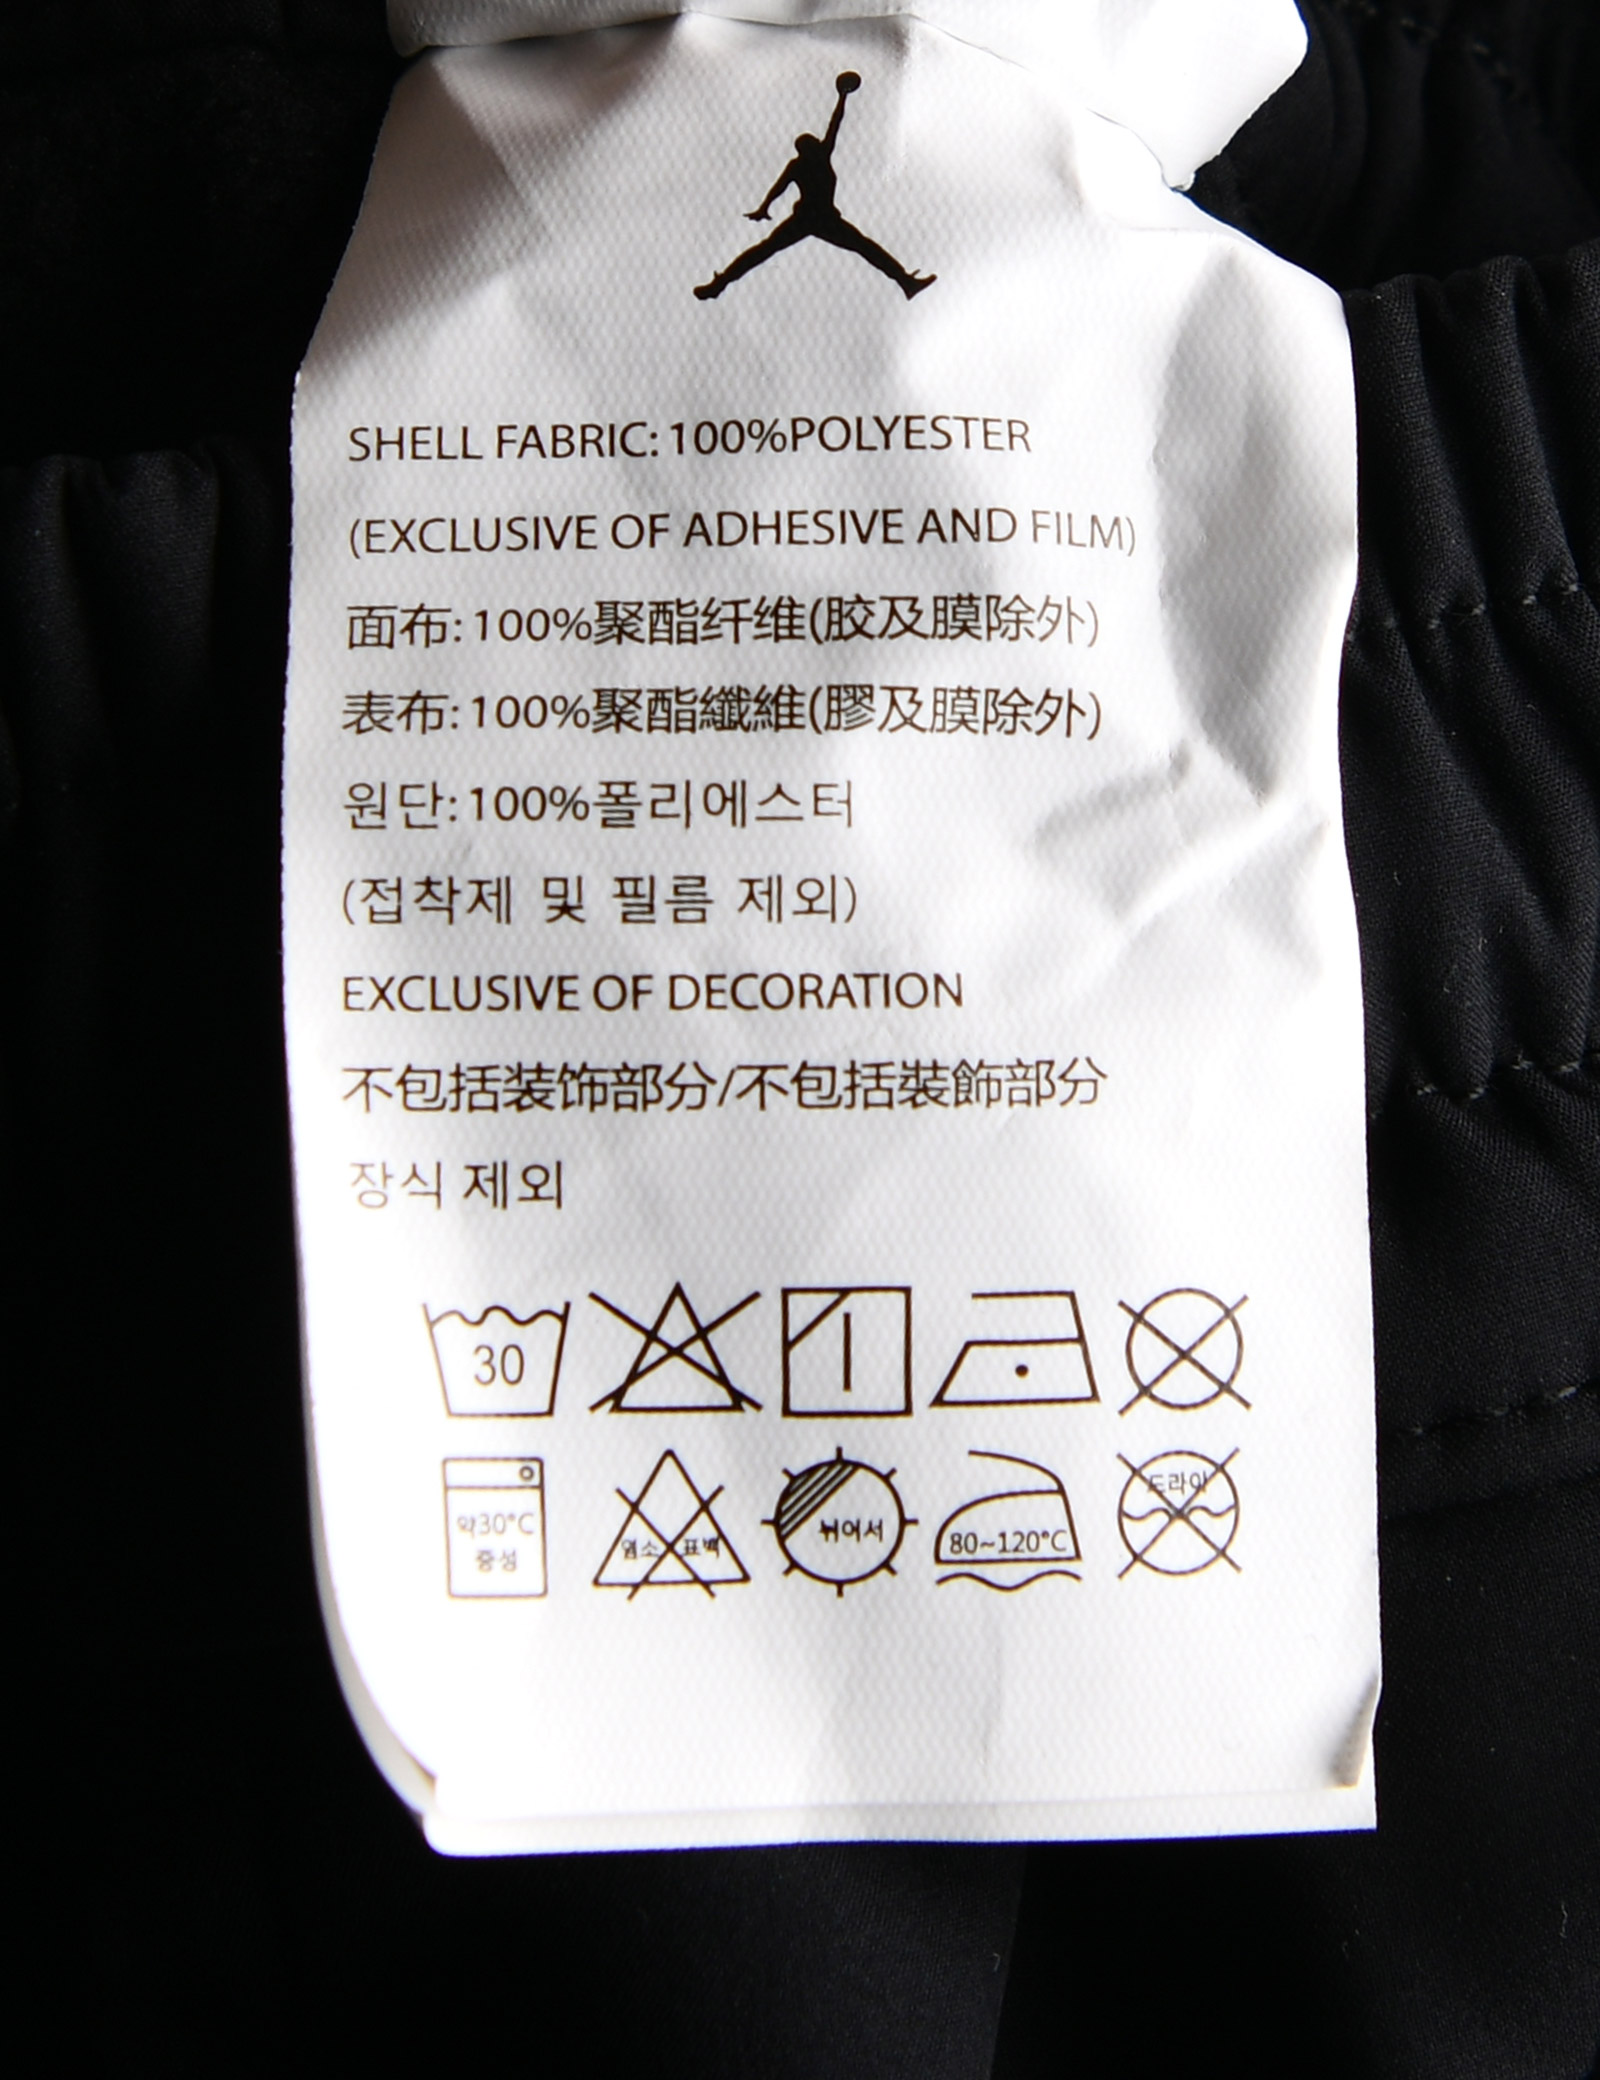 SHELL FABRIC: 100%POLYESTER
(EXCLUSIVE OF ADHESIVE AND FILM)
面布: 100%聚酯纤维(胶及膜除外)
表布: 100%聚酯纖維(膠及膜除外)
원단: 100%폴리에스터
(접착제 및 필름 제외)
EXCLUSIVE OF DECORATION
不包括装饰部分/不包括裝飾部分
장식 제외
30
약30°C 염소 표백 뉘어서 80~120°C 드라이
중성